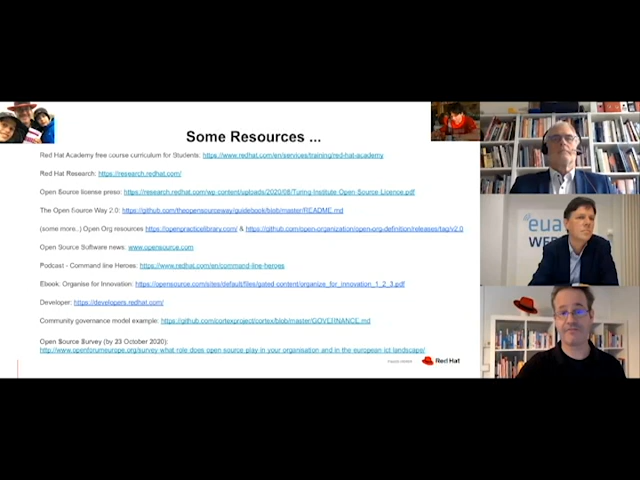 Some Resources ...
Red Hat Academy free course curriculum for Students: https://www.redhat.com/en/services/training/red-hat-academy
Red Hat Research: https://research.redhat.com/
Open Source license preso: https://research.redhat.com/wp-content/uploads/2020/08/Turing-Institute-Open-Source-Licence.pdf
The Open Source Way 2.0: https://github.com/theopensourceway/guidebook/blob/master/README.md
(some more..) Open Org resources https://openpracticelibrary.com/ & https://github.com/open-organization/open-org-definition/releases/tag/v2.0
Open Source Software news: www.opensource.com
Podcast - Command line Heroes: https://www.redhat.com/en/command-line-heroes
Ebook: Organise for Innovation: https://opensource.com/sites/default/files/gated-content/organize_for_innovation_1_2_3.pdf
Developer: https://developers.redhat.com/
Community governance model example: https://github.com/cortexproject/cortex/blob/master/GOVERNANCE.md
Open Source Survey (by 23 October 2020):
http://www.openforumeurope.org/survey-what-role-does-open-source-play-in-your-organisation-and-in-the-european-ict-landscape/
Red Hat
eua
WEB